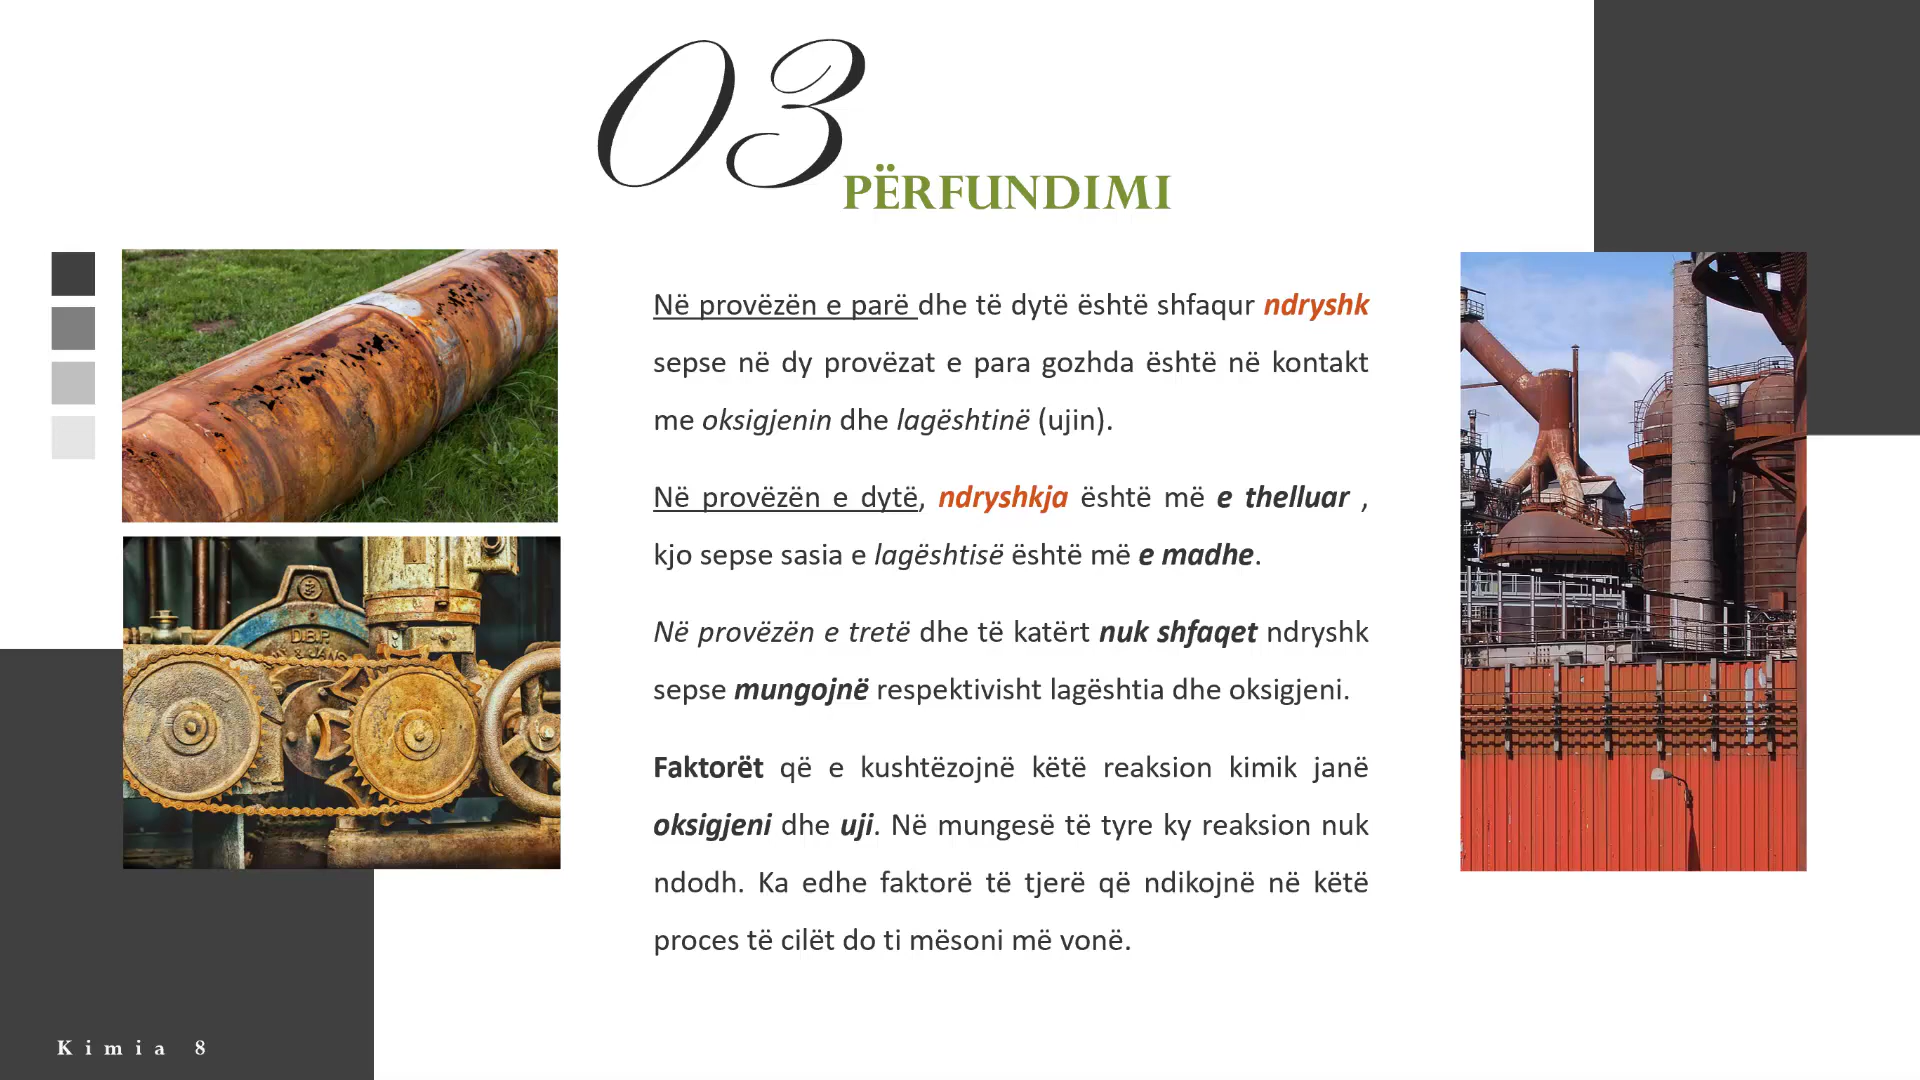 03
PËRFUNDIMI
Në provëzën e parë dhe të dytë është shfaqur ndryshk
sepse në dy provëzat e para gozhda është në kontakt
me oksigjenin dhe lagështinë (ujin).
Në provëzën e dytë, ndryshkja është më e thelluar ,
kjo sepse sasia e lagështisë është më e madhe.
Në provëzën e tretë dhe të katërt nuk shfaqet ndryshk
sepse mungojnë respektivisht lagështia dhe oksigjeni.
Faktorët që e kushtëzojnë këtë reaksion kimik janë
oksigjeni dhe uji. Në mungesë të tyre ky reaksion nuk
ndodh. Ka edhe faktorë të tjerë që ndikojnë në këtë
proces të cilët do ti mësoni më vonë.
D.B.P.
Kimia 8